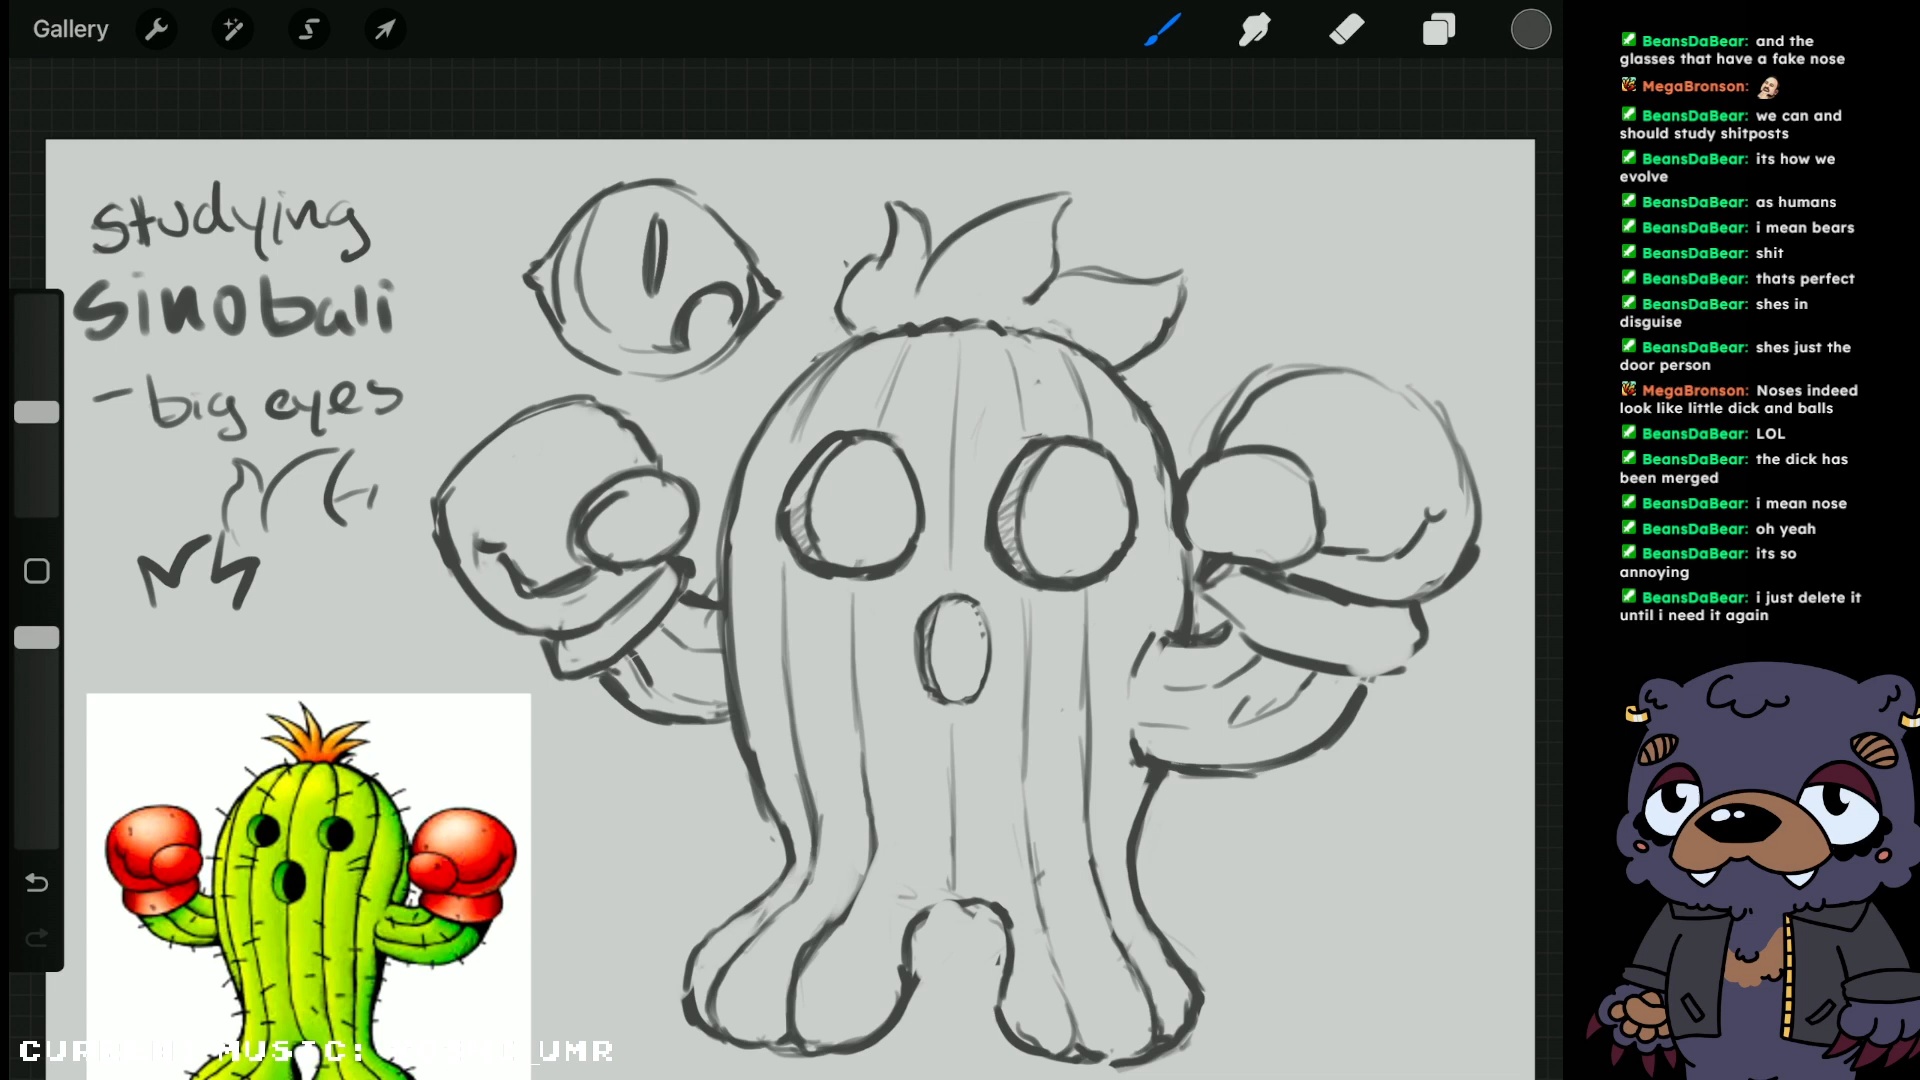 Gallery
studying
sinobali
- big eyes
BeansDaBear: and the
glasses that have a fake nose
MegaBronson:
BeansDaBear: we can and
should study shitposts
BeansDaBear: its how we
evolve
BeansDaBear: as humans
BeansDaBear: i mean bears
BeansDaBear: shit
BeansDaBear: thats perfect
BeansDaBear: shes in
disguise
BeansDaBear: shes just the
door person
MegaBronson: Noses indeed
look like little dick and balls
BeansDaBear: LOL
BeansDaBear: the dick has
been merged
BeansDaBear: i mean nose
BeansDaBear: oh yeah
BeansDaBear: its so
annoying
BeansDaBear: i just delete it
until i need it again
MUSIC: